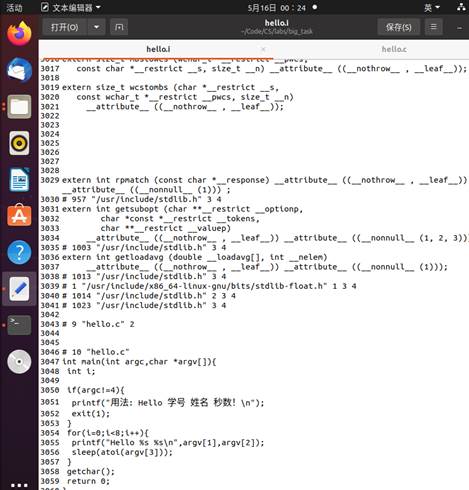 活动
文本编辑器
5月16日 00:24
英
打开(O)
hello.i
~/Code/CS/labs/big_task
保存(S)
hello.i
hello.c
3017 const char *__restrict __s, size_t __n) __attribute__ ((__nothrow__ , __leaf__));
3018
3019 extern size_t wcstombs (char *__restrict __s,
3020 const wchar_t *__restrict __pwcs, size_t __n)
3021 __attribute__ ((__nothrow__ , __leaf__));
3022
3023
3024
3025
3026
3027
3028
3029 extern int rpmatch (const char *__response) __attribute__ ((__nothrow__ , __leaf__))
__attribute__ ((__nonnull__ (1))) ;
3030 # 957 "/usr/include/stdlib.h" 3 4
3031 extern int getsubopt (char **__restrict __optionp,
3032 char *const *__restrict __tokens,
3033 char **__restrict __valuep)
3034 __attribute__ ((__nothrow__ , __leaf__)) __attribute__ ((__nonnull__ (1, 2, 3)))
3035 # 1003 "/usr/include/stdlib.h" 3 4
3036 extern int getloadavg (double __loadavg[], int __nelem)
3037 __attribute__ ((__nothrow__ , __leaf__)) __attribute__ ((__nonnull__ (1)));
3038 # 1013 "/usr/include/stdlib.h" 3 4
3039 # 1 "/usr/include/x86_64-linux-gnu/bits/stdlib-float.h" 1 3 4
3040 # 1014 "/usr/include/stdlib.h" 2 3 4
3041 # 1023 "/usr/include/stdlib.h" 3 4
3042
3043 # 9 "hello.c" 2
3044
3045
3046 # 10 "hello.c"
3047 int main(int argc,char *argv[]){
3048 int i;
3049
3050 if(argc!=4){
3051 printf("用法: Hello 学号 姓名 秒数! \n");
3052 exit(1);
3053 }
3054 for(i=0;i<8;i++){
3055 printf("Hello %s %s\n",argv[1],argv[2]);
3056 sleep(atoi(argv[3]));
3057 }
3058 getchar();
3059 return 0;